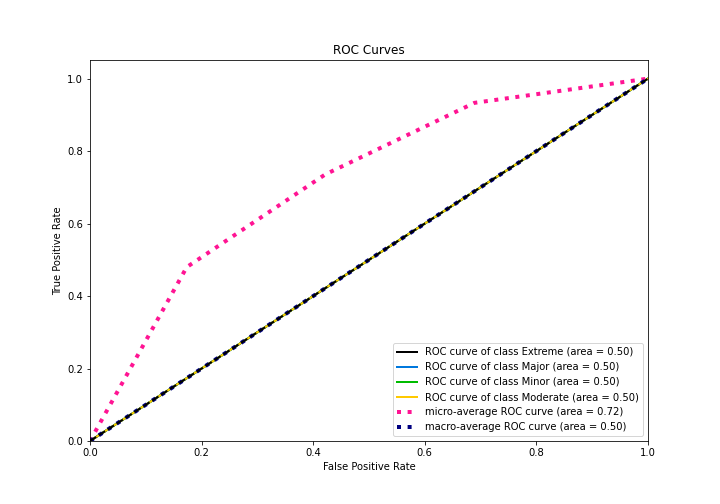 ROC Curves
1.0
0.8
0.6
0.4
0.2
0.0
True Positive Rate
ROC curve of class Extreme (area = 0.50)
ROC curve of class Major (area = 0.50)
ROC curve of class Minor (area = 0.50)
ROC curve of class Moderate (area = 0.50)
micro-average ROC curve (area = 0.72)
macro-average ROC curve (area = 0.50)
0.0 0.2 0.4 0.6 0.8 1.0
False Positive Rate